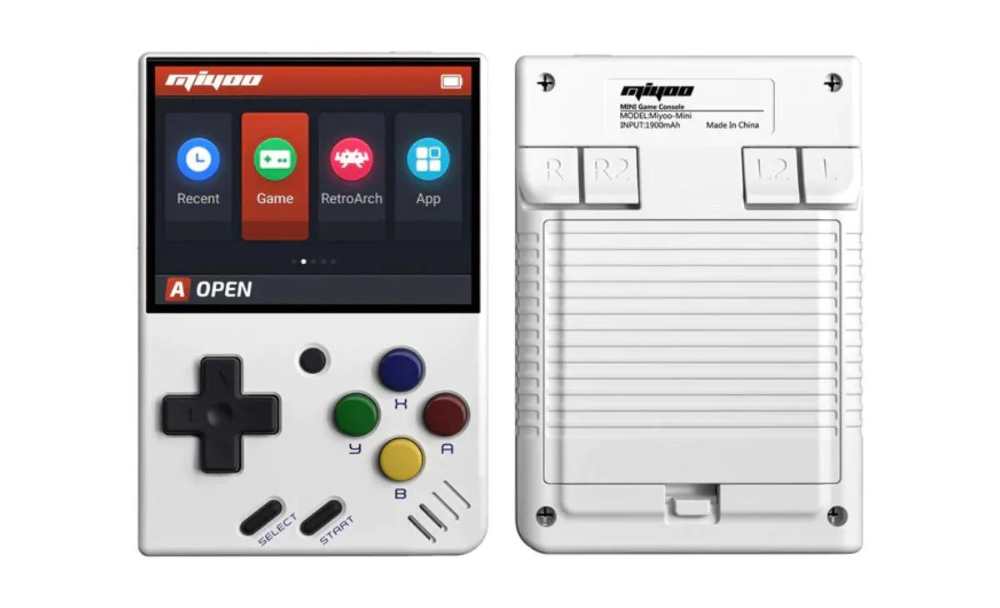 miyoo
Recent
Game
RetroArch
App
A OPEN
X
Y
A
B
SELECT
START
miyoo
MINI Game Console
MODEL:Miyoo-Mini
INPUT:1900mAh Made In China
R
R2
L2
L